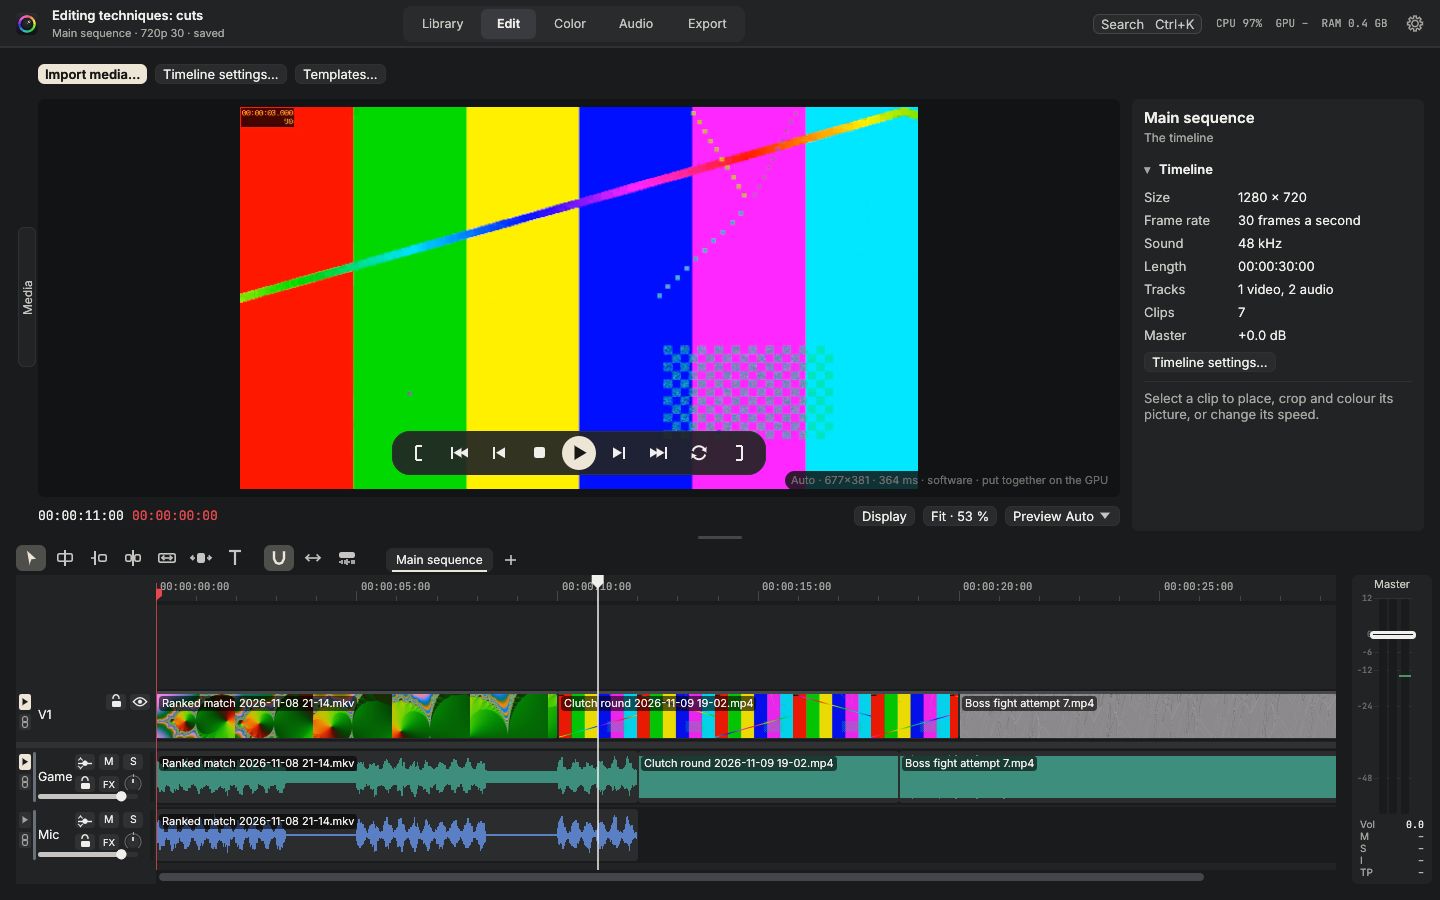 Editing techniques: cuts
Main sequence · 720p 30 · saved
Library
Edit
Color
Audio
Export
Search Ctrl+K
CPU 97% GPU – RAM 0.4 GB
Import media...
Timeline settings...
Templates...
00:00:03.000
90
Media
Auto · 677×381 · 364 ms · software · put together on the GPU
00:00:11:00 00:00:00:00
Display
Fit · 53 %
Preview Auto
Main sequence
The timeline
Timeline
Size 1280 × 720
Frame rate 30 frames a second
Sound 48 kHz
Length 00:00:30:00
Tracks 1 video, 2 audio
Clips 7
Master +0.0 dB
Timeline settings...
Select a clip to place, crop and colour its
picture, or change its speed.
Main sequence
00:00:00:00
00:00:05:00
00:00:10:00
00:00:15:00
00:00:20:00
00:00:25:00
V1
Ranked match 2026-11-08 21-14.mkv
Clutch round 2026-11-09 19-02.mp4
Boss fight attempt 7.mp4
Game
M S
FX
Ranked match 2026-11-08 21-14.mkv
Clutch round 2026-11-09 19-02.mp4
Boss fight attempt 7.mp4
Mic
M S
FX
Ranked match 2026-11-08 21-14.mkv
Master
12
0
-6
-12
-24
-48
Vol 0.0
M –
S –
I –
TP –